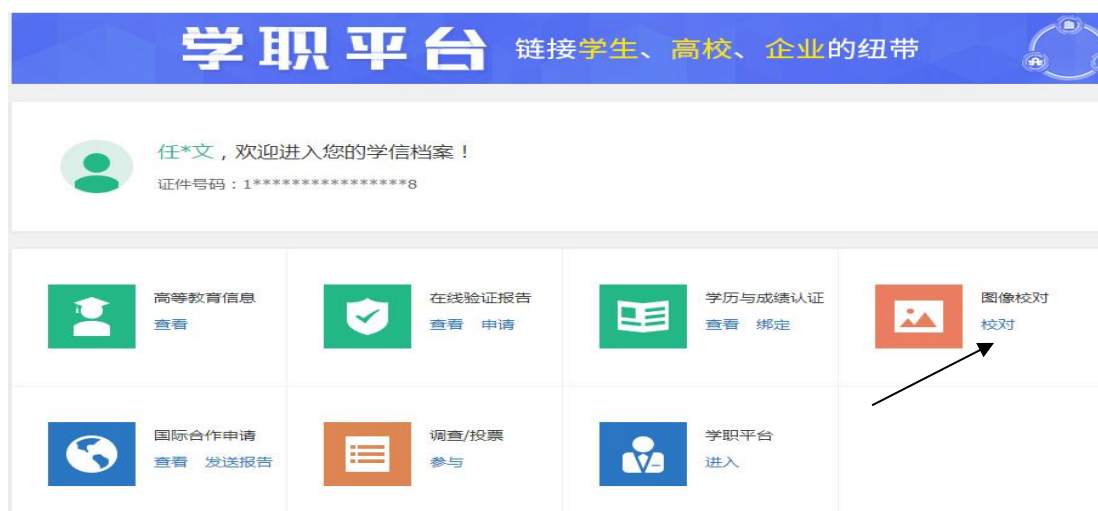 学职平台 链接学生、高校、企业的纽带
任*文，欢迎进入您的学信档案！
证件号码：1****************8
高等教育信息
查看
在线验证报告
查看 申请
学历与成绩认证
查看 绑定
图像校对
校对
国际合作申请
查看 发送报告
调查/投票
参与
学职平台
进入